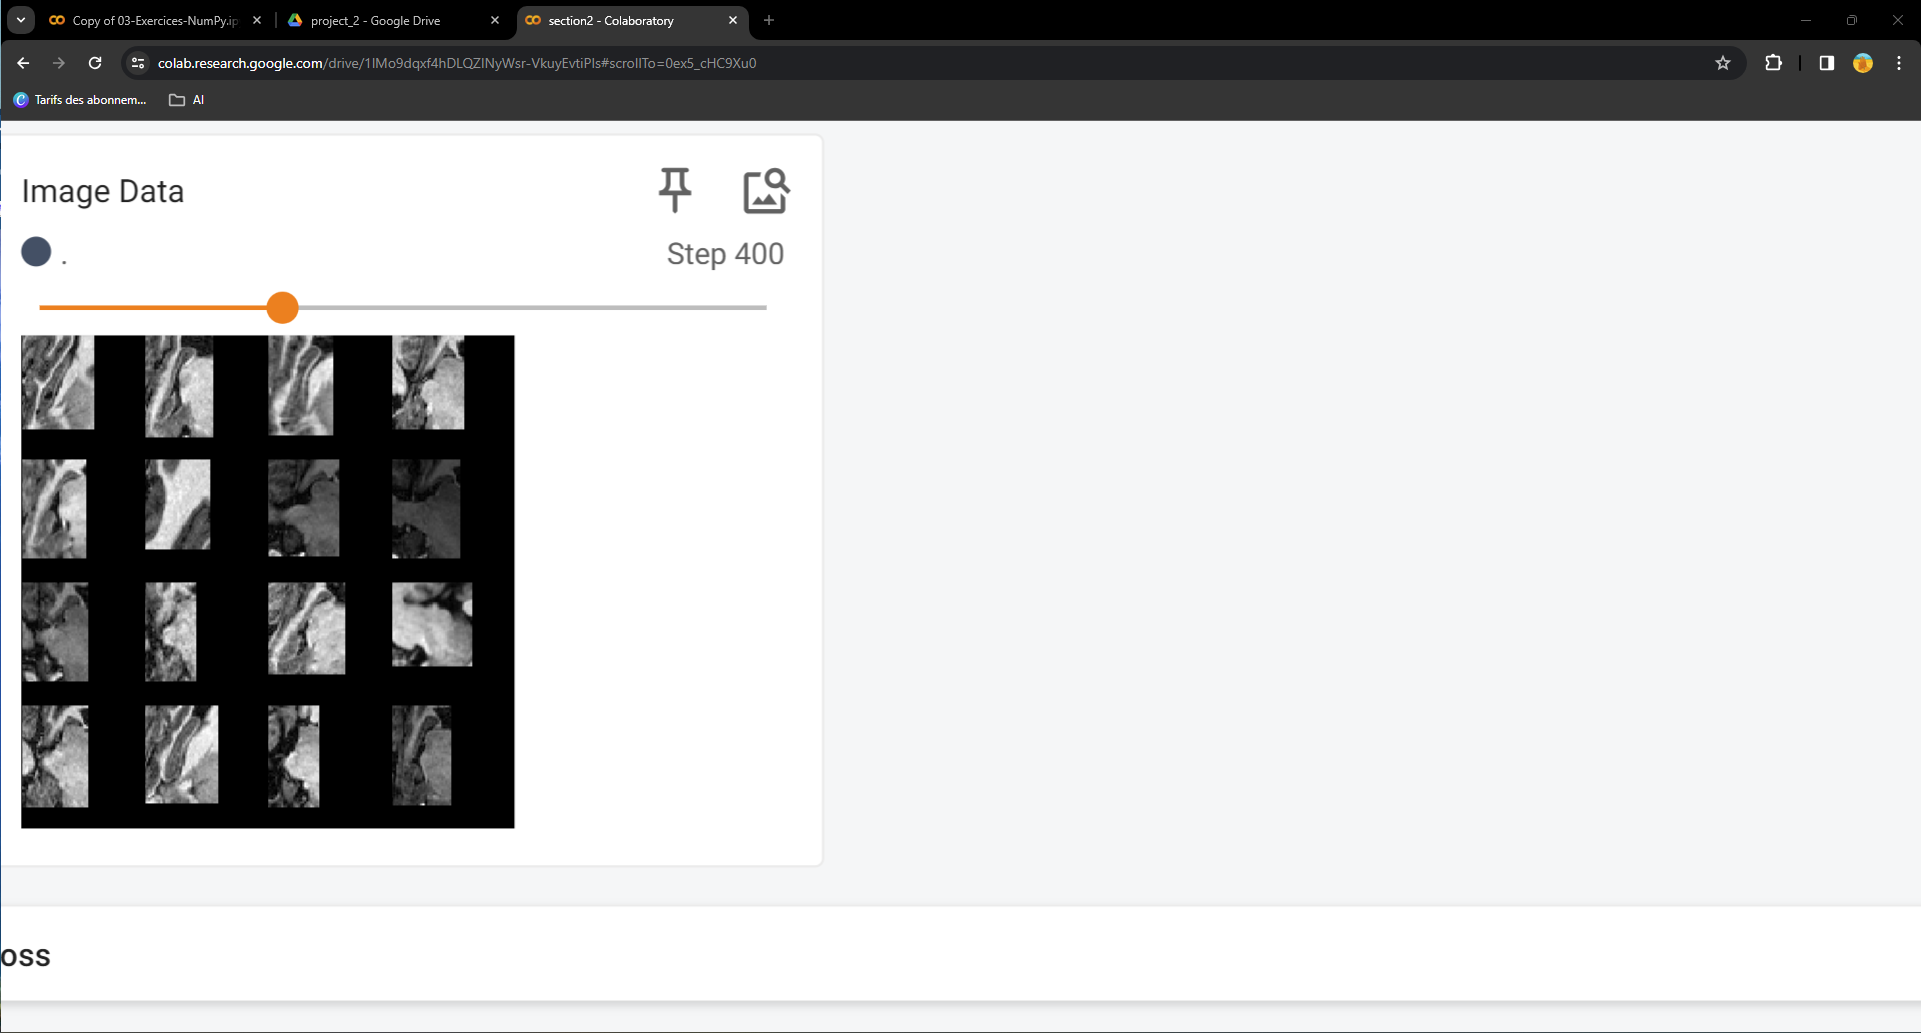 Copy of 03-Exercices-NumPy.ip
project_2 - Google Drive
section2 - Colaboratory
colab.research.google.com/drive/1IMo9dqxf4hDLQZINyWsr-VkuyEvtiPIs#scrollTo=0ex5_cHC9Xu0
Tarifs des abonnem...
AI
Image Data
.
Step 400
oss